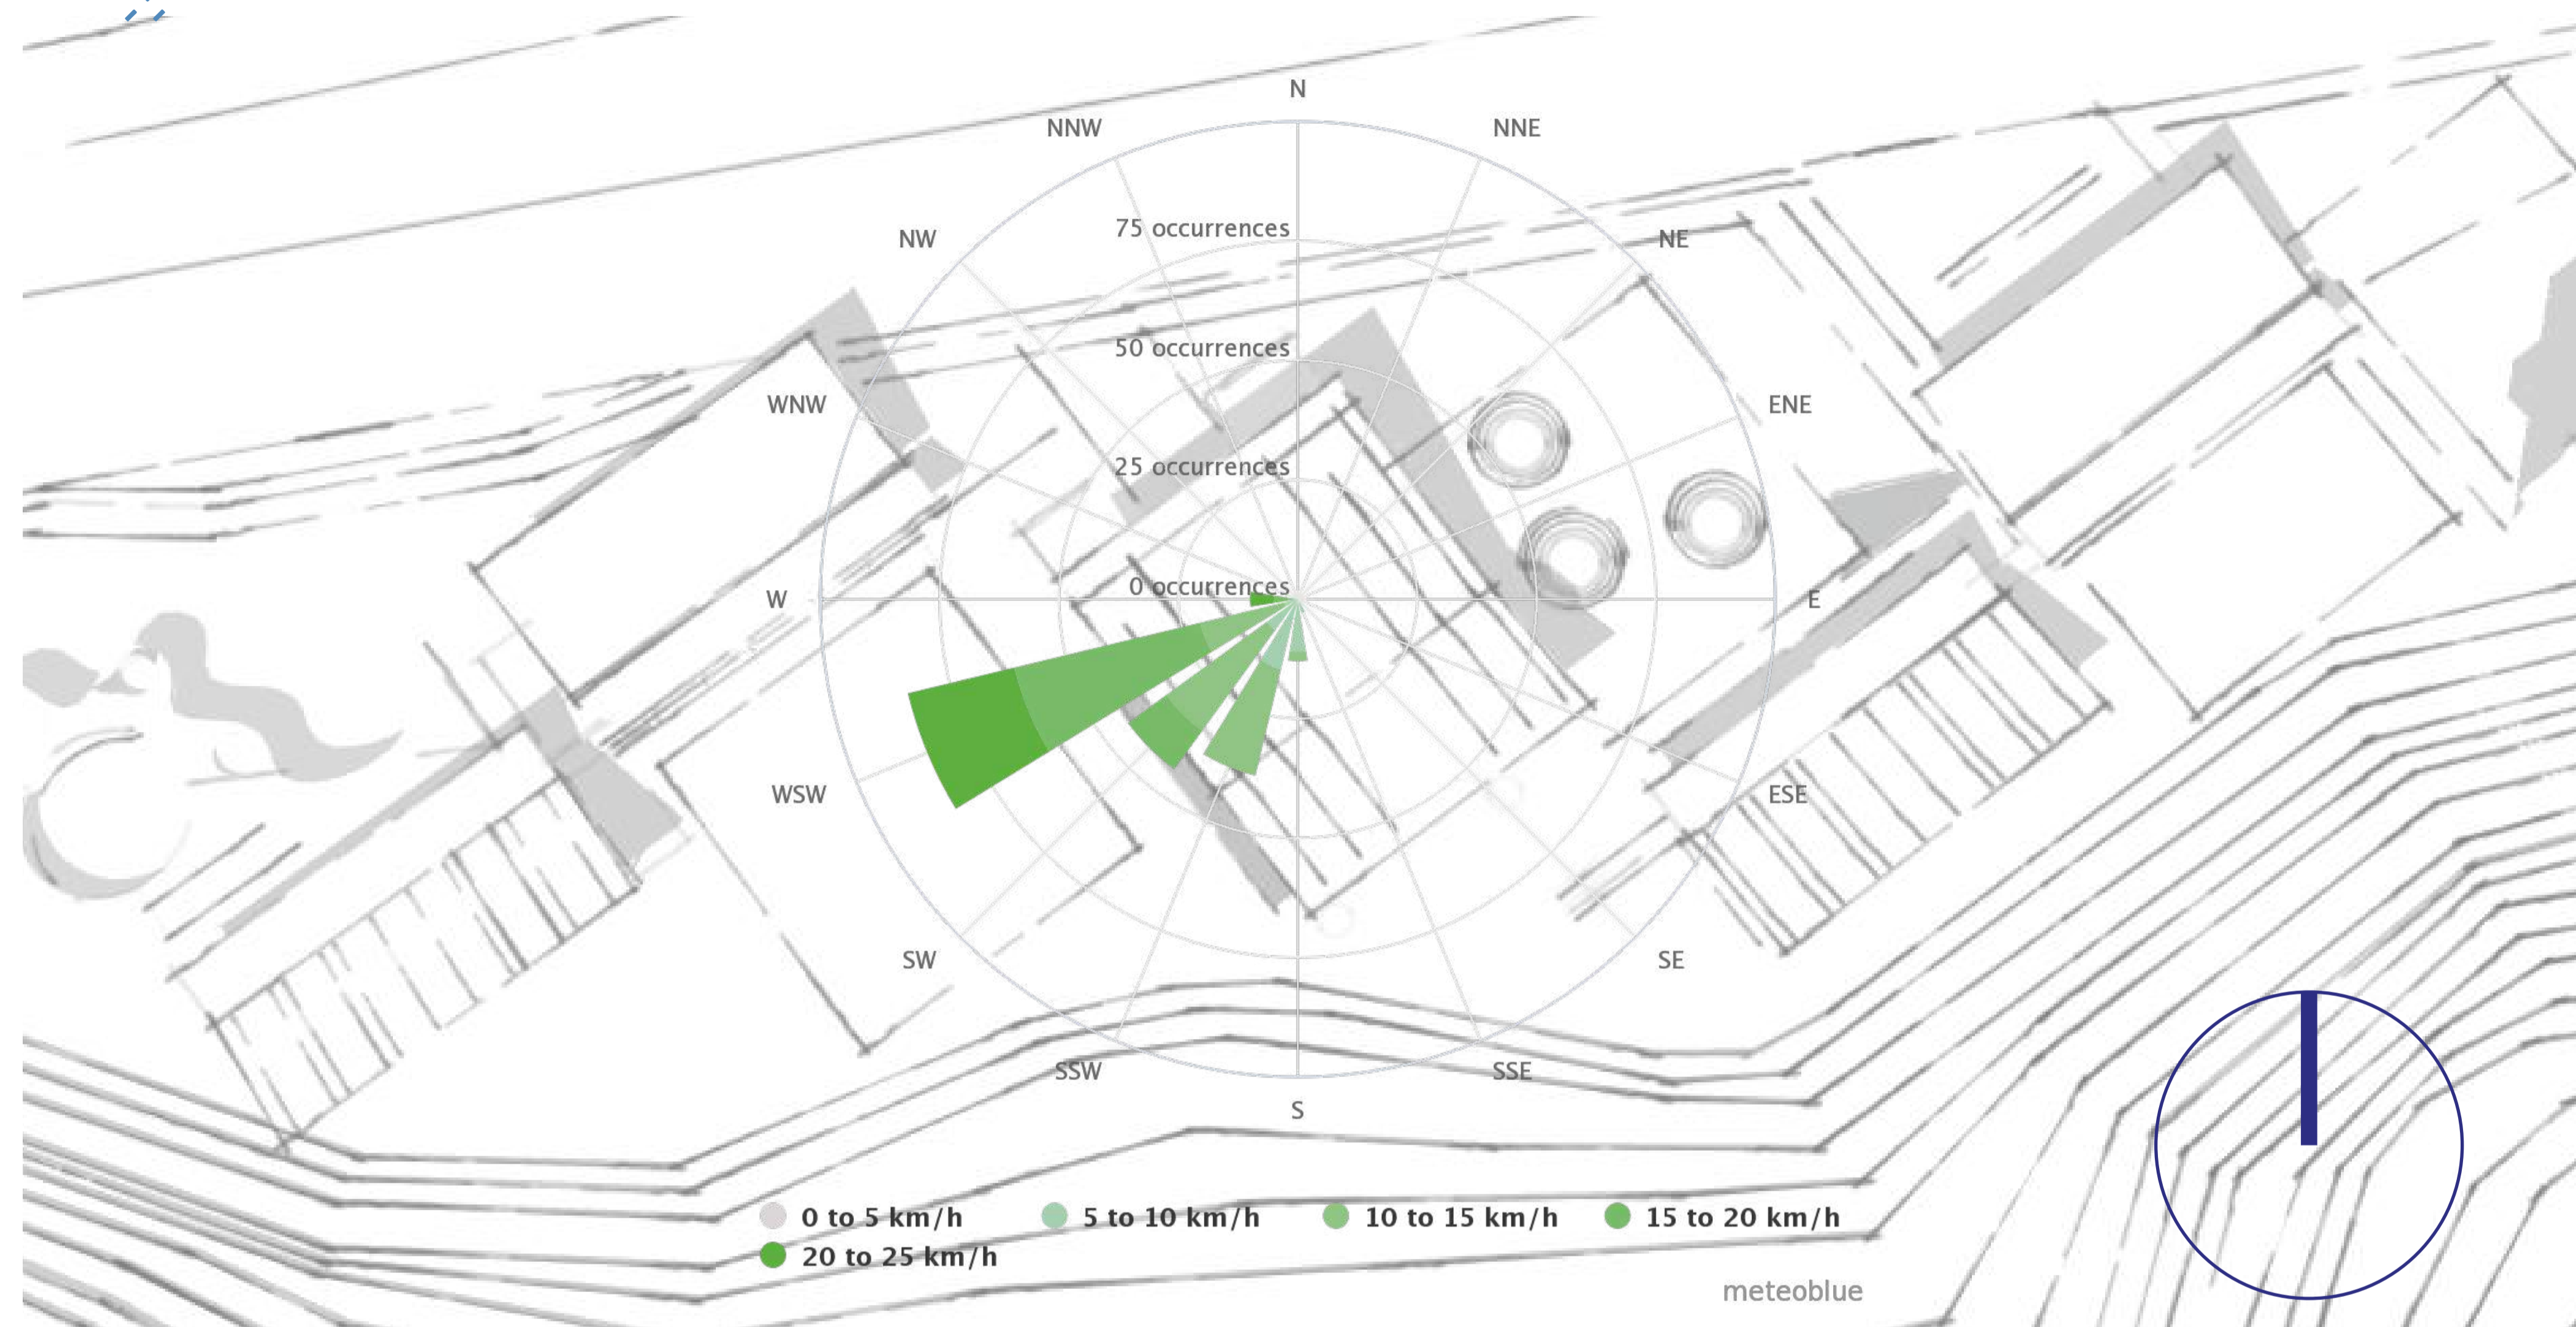 N
NNW
NNE
75 occurrences
NW
NE
50 occurrences
WNW
ENE
25 occurrences
0 occurrences
W
E
WSW
ESE
SW
SE
SSW
SSE
S
0 to 5 km/h
5 to 10 km/h
10 to 15 km/h
15 to 20 km/h
20 to 25 km/h
meteoblue